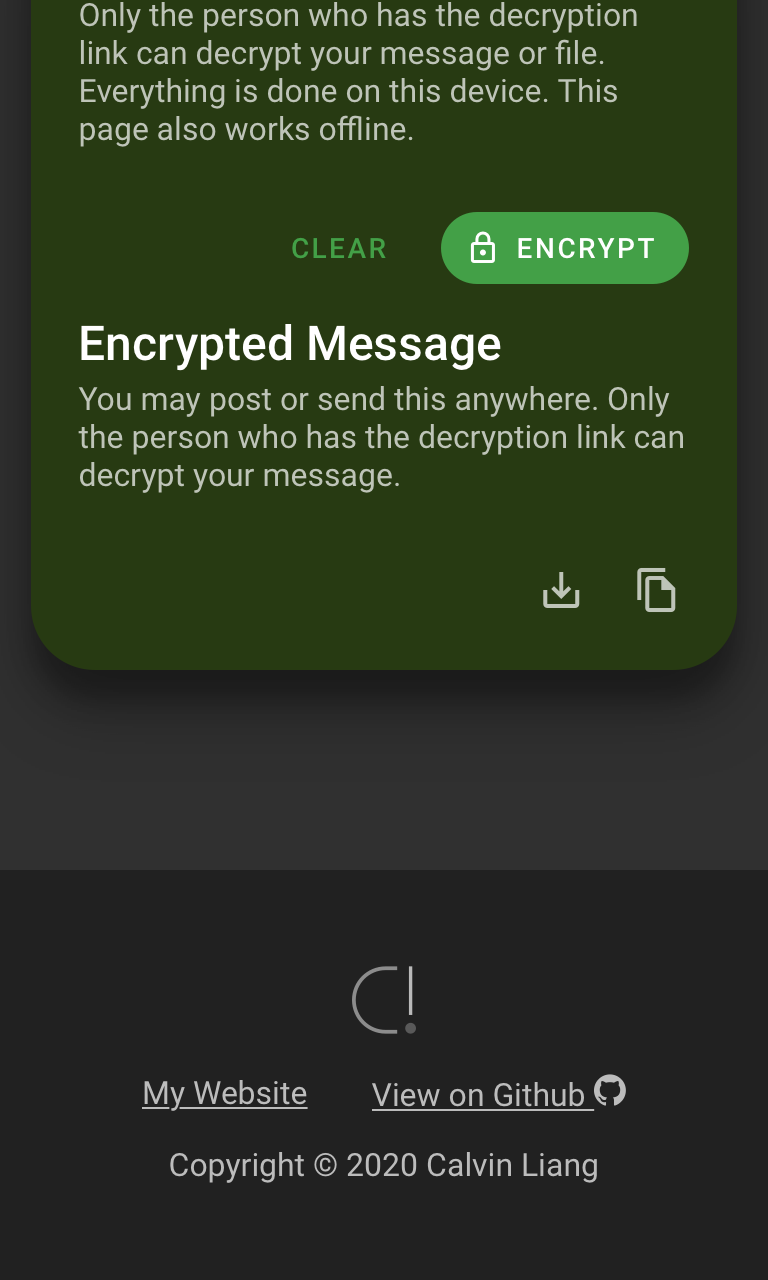 Only the person who has the decryption
link can decrypt your message or file.
Everything is done on this device. This
page also works offline.
CLEAR
ENCRYPT
Encrypted Message
You may post or send this anywhere. Only
the person who has the decryption link can
decrypt your message.
C!
My Website
View on Github
Copyright © 2020 Calvin Liang